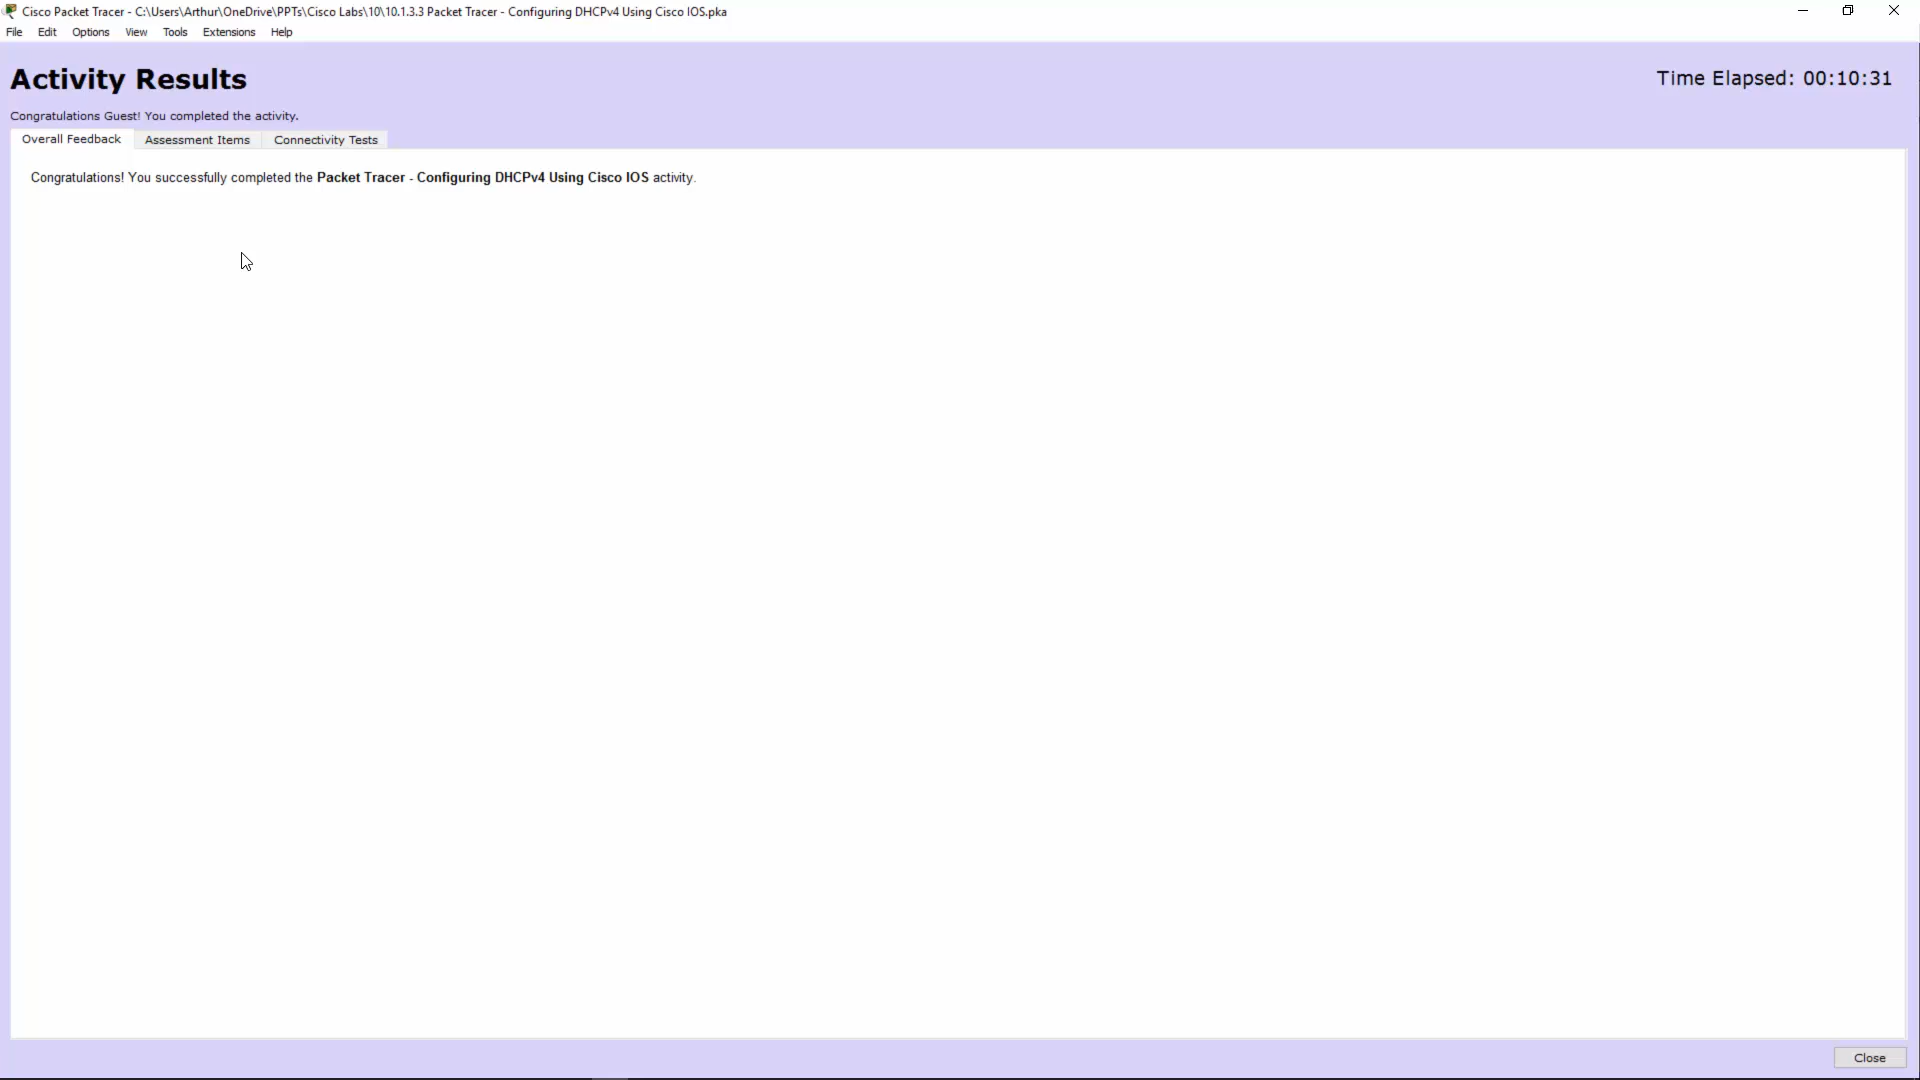 Cisco Packet Tracer - C:\Users\Arthur\OneDrive\PPTs\Cisco Labs\10\10.1.3.3 Packet Tracer - Configuring DHCPv4 Using Cisco IOS.pka
File Edit Options View Tools Extensions Help
Activity Results
Time Elapsed: 00:10:31
Congratulations Guest! You completed the activity.
Overall Feedback Assessment Items Connectivity Tests
Congratulations! You successfully completed the Packet Tracer - Configuring DHCPv4 Using Cisco IOS activity.
Close